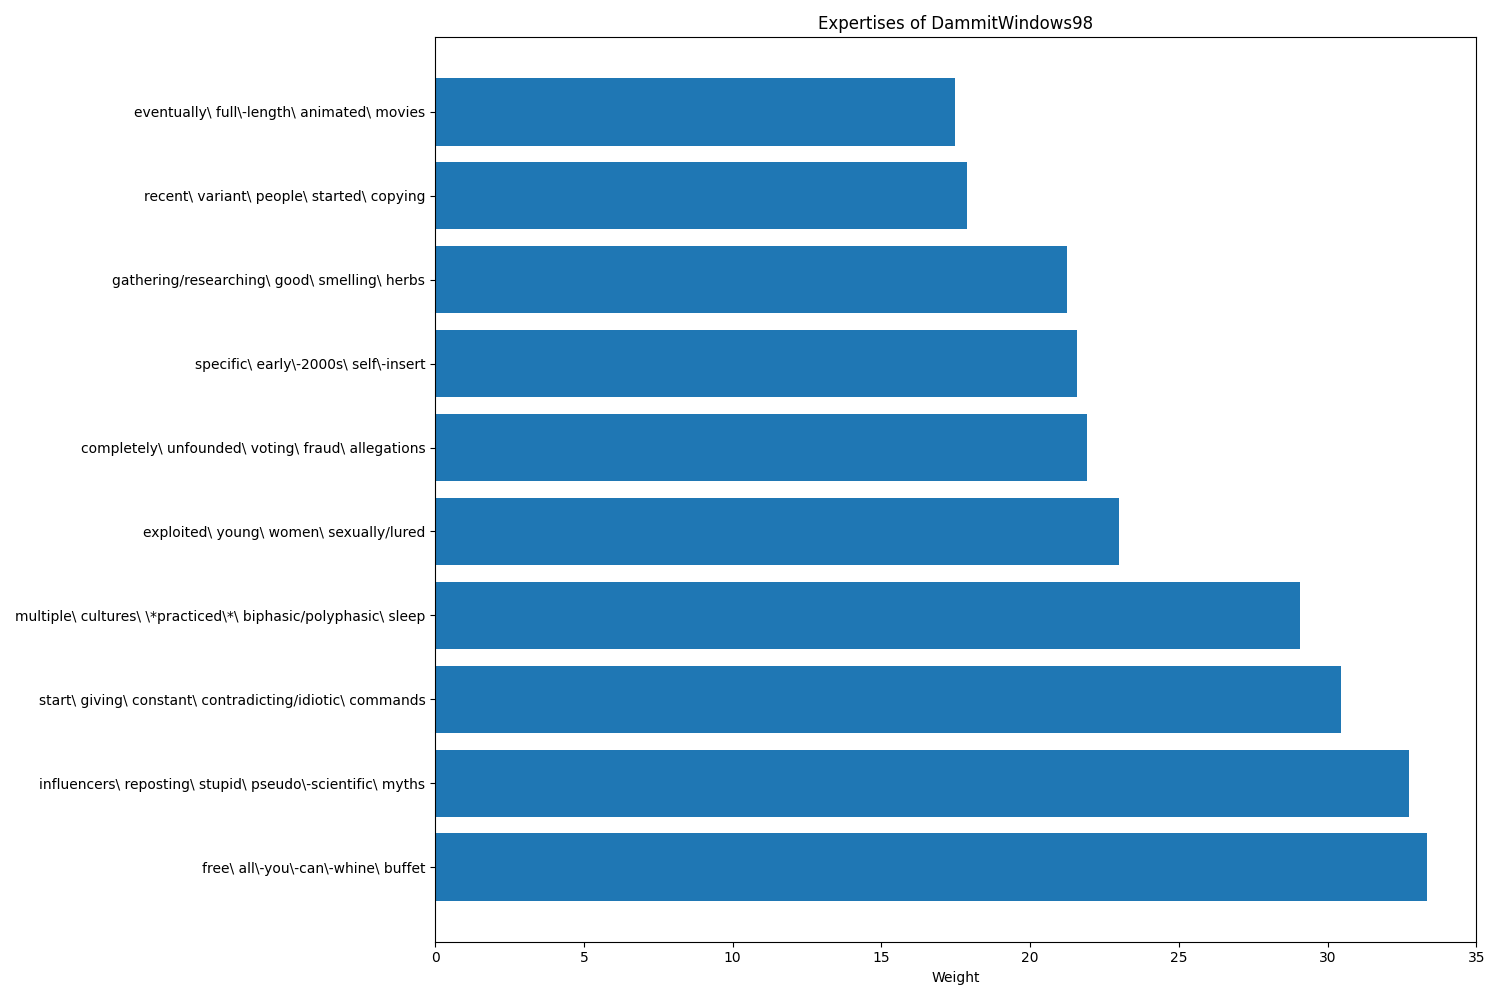 Expertises of DammitWindows98
eventually\ full\-length\ animated\ movies
recent\ variant\ people\ started\ copying
gathering/researching\ good\ smelling\ herbs
specific\ early\-2000s\ self\-insert
completely\ unfounded\ voting\ fraud\ allegations
exploited\ young\ women\ sexually/lured
multiple\ cultures\ \*practiced\*\ biphasic/polyphasic\ sleep
start\ giving\ constant\ contradicting/idiotic\ commands
influencers\ reposting\ stupid\ pseudo\-scientific\ myths
free\ all\-you\-can\-whine\ buffet
0 5 10 15 20 25 30 35
Weight